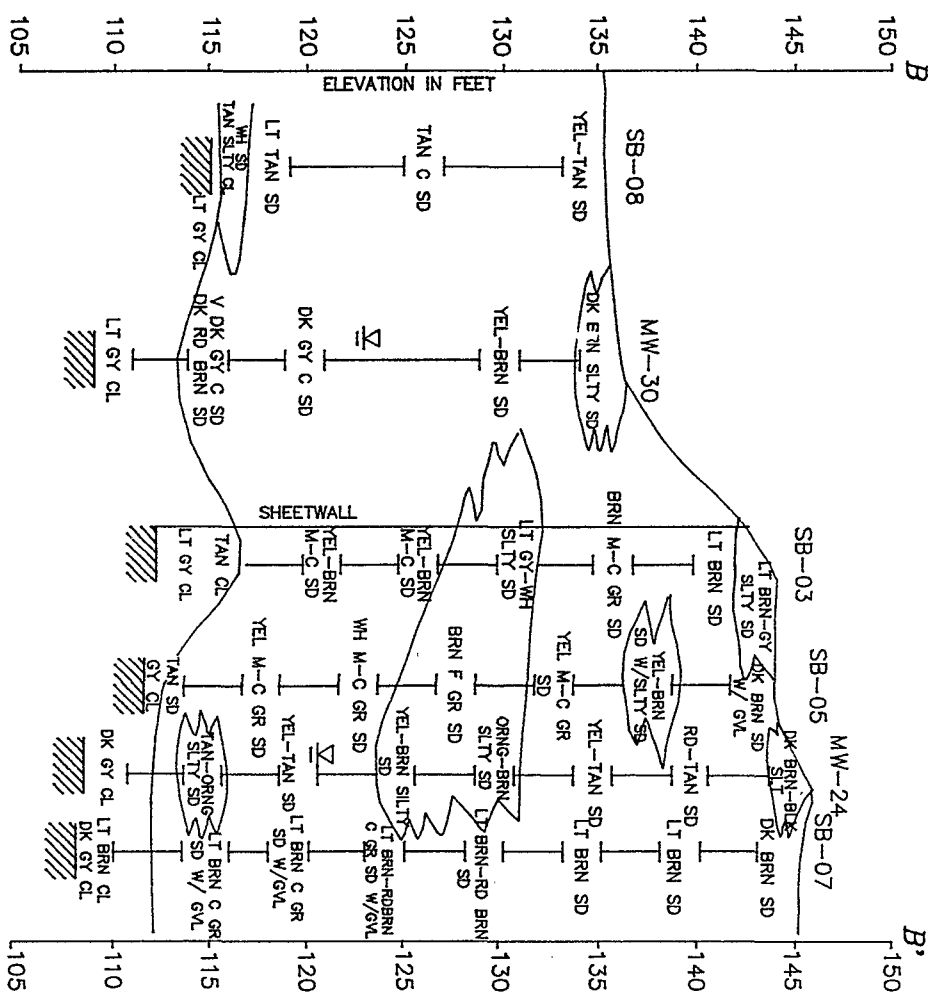 B
150
145
140
135
130
125
120
115
110
105
ELEVATION IN FEET
SB-08
YEL-TAN SD
TAN C SD
LT TAN SD
WH SD
TAN SLTY CL
LT GY CL
MW-30
SLTY SD
YEL-BRN SD
DK GY C SD
V DK GY C SD
DK RD BRN SD
LT GY CL
SHEETWALL
SB-03
LT BRN-GY
SLTY SD
LT BRN SD
BRN M-C GR SD
LT GY-WH
SLTY SD
YEL-BRN
M-C SD
YEL-BRN
M-C SD
TAN CL
LT GY CL
SB-05
DK BRN SD
W/ GVL
YEL-BRN
SD W/SLTY SD
YEL M-C GR
SD
BRN F GR SD
WH M-C GR SD
YEL M-C GR SD
TAN SD
GY CL
MW-24
DK BRN-BLK
SLT
RD-TAN SD
YEL-TAN SD
ORNG-BRN
SLTY SD
YEL-BRN SILTY
SD
YEL-TAN SD
TAN-ORNG
SLTY SD
DK GY CL
SB-07
DK BRN SD
LT BRN SD
LT BRN SD
LT BRN-RD BRN
SD
LT BRN-RDBRN
C GR SD W/GVL
LT BRN C GR
SD W/GVL
LT BRN C GR
SD W/ GVL
LT BRN CL
DK GY CL
B'
150
145
140
135
130
125
120
115
110
105